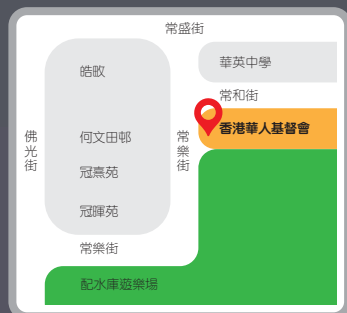 常盛街
皓畋
華英中學
常和街
香港華人基督會
佛光街
何文田邨
常樂街
冠熹苑
冠暉苑
常樂街
配水庫遊樂場